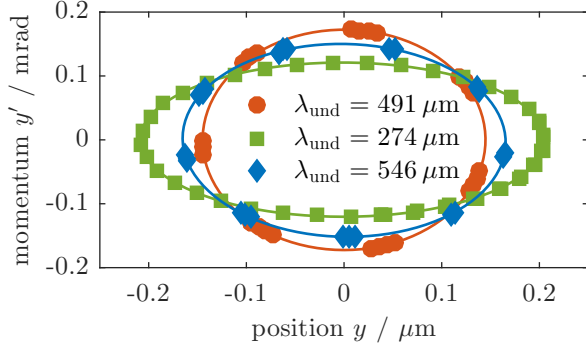 momentum y′ / mrad
0.2
0.1
0
-0.1
-0.2
λund = 491 μm
λund = 274 μm
λund = 546 μm
-0.2 -0.1 0 0.1 0.2
position y / μm